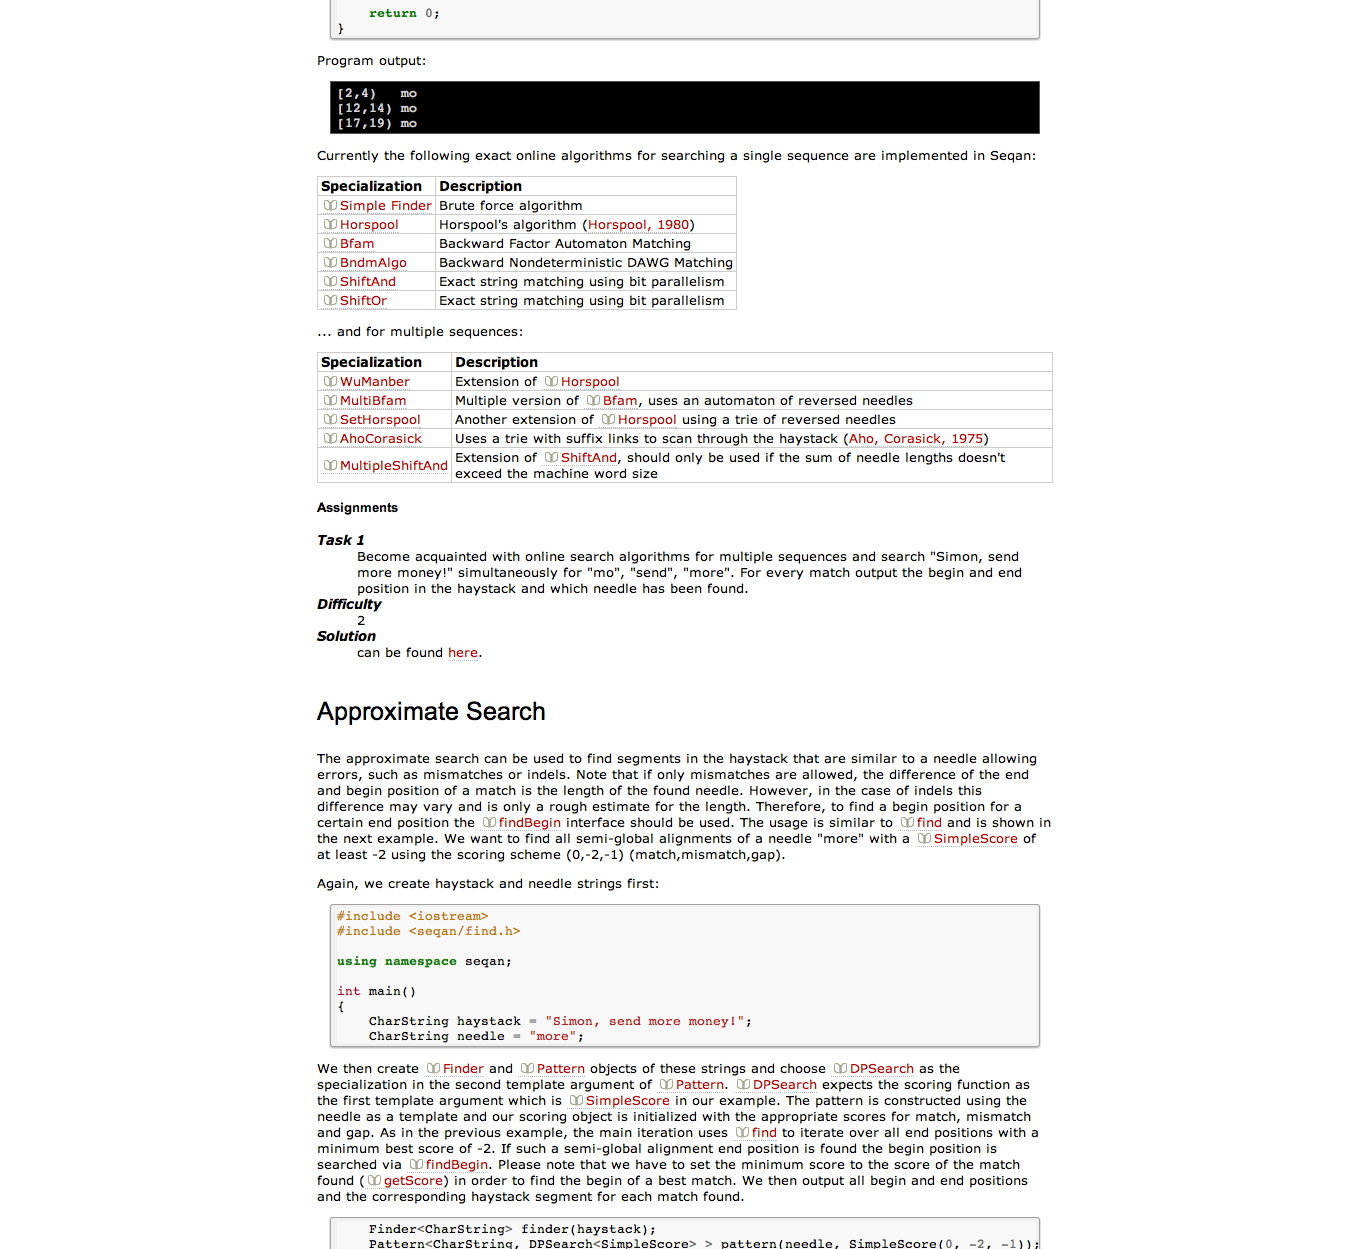 return 0;
}
Program output:
[2,4)   mo
[12,14) mo
[17,19) mo
Currently the following exact online algorithms for searching a single sequence are implemented in Seqan:
Specialization Description
Simple Finder Brute force algorithm
Horspool Horspool's algorithm (Horspool, 1980)
Bfam Backward Factor Automaton Matching
BndmAlgo Backward Nondeterministic DAWG Matching
ShiftAnd Exact string matching using bit parallelism
ShiftOr Exact string matching using bit parallelism
... and for multiple sequences:
Specialization Description
WuManber Extension of Horspool
MultiBfam Multiple version of Bfam, uses an automaton of reversed needles
SetHorspool Another extension of Horspool using a trie of reversed needles
AhoCorasick Uses a trie with suffix links to scan through the haystack (Aho, Corasick, 1975)
MultipleShiftAnd Extension of ShiftAnd, should only be used if the sum of needle lengths doesn't
exceed the machine word size
Assignments
Task 1
Become acquainted with online search algorithms for multiple sequences and search "Simon, send
more money!" simultaneously for "mo", "send", "more". For every match output the begin and end
position in the haystack and which needle has been found.
Difficulty
2
Solution
can be found here.
Approximate Search
The approximate search can be used to find segments in the haystack that are similar to a needle allowing
errors, such as mismatches or indels. Note that if only mismatches are allowed, the difference of the end
and begin position of a match is the length of the found needle. However, in the case of indels this
difference may vary and is only a rough estimate for the length. Therefore, to find a begin position for a
certain end position the findBegin interface should be used. The usage is similar to find and is shown in
the next example. We want to find all semi-global alignments of a needle "more" with a SimpleScore of
at least -2 using the scoring scheme (0,-2,-1) (match,mismatch,gap).
Again, we create haystack and needle strings first:
#include <iostream>
#include <seqan/find.h>
using namespace seqan;
int main()
{
CharString haystack = "Simon, send more money!";
CharString needle = "more";
We then create Finder and Pattern objects of these strings and choose DPSearch as the
specialization in the second template argument of Pattern. DPSearch expects the scoring function as
the first template argument which is SimpleScore in our example. The pattern is constructed using the
needle as a template and our scoring object is initialized with the appropriate scores for match, mismatch
and gap. As in the previous example, the main iteration uses find to iterate over all end positions with a
minimum best score of -2. If such a semi-global alignment end position is found the begin position is
searched via findBegin. Please note that we have to set the minimum score to the score of the match
found (getScore) in order to find the begin of a best match. We then output all begin and end positions
and the corresponding haystack segment for each match found.
Finder<CharString> finder(haystack);
Pattern<CharString, DPSearch<SimpleScore> > pattern(needle, SimpleScore(0, -2, -1));